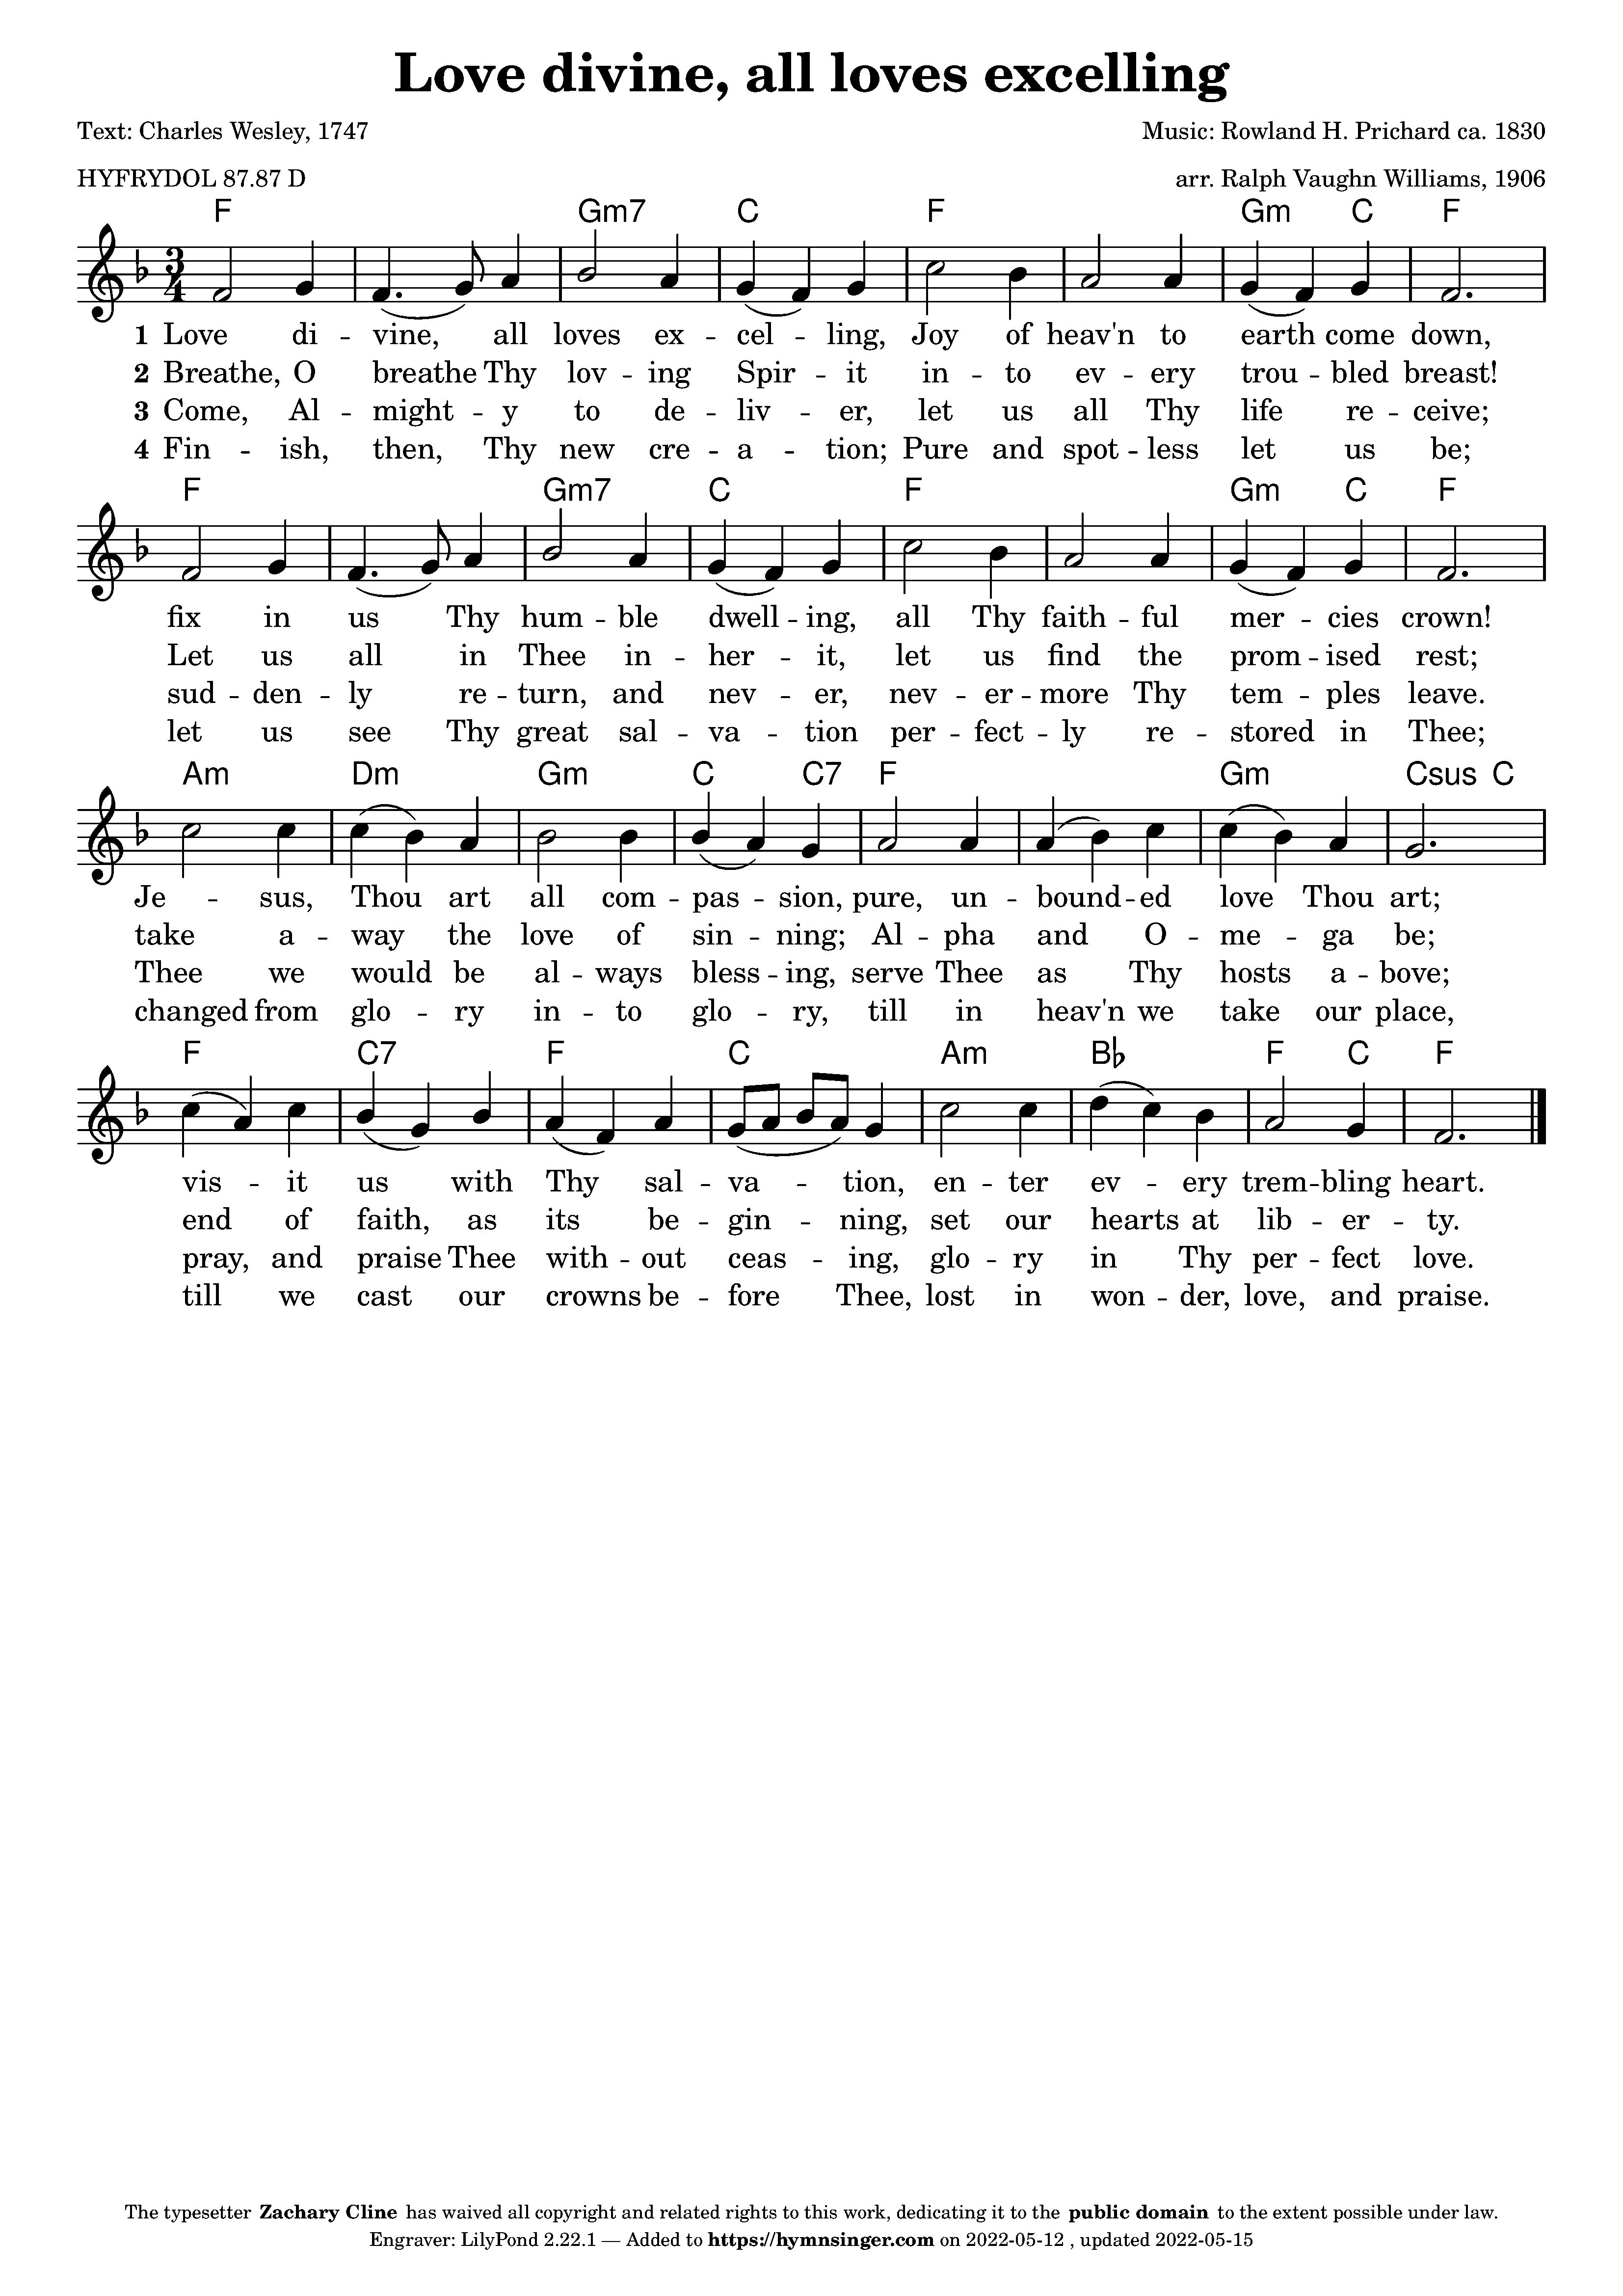 Love divine, all loves excelling
Text: Charles Wesley, 1747
Music: Rowland H. Prichard ca. 1830
HYFRYDOL 87.87 D
arr. Ralph Vaughn Williams, 1906
F Gm7 C F Gm C F
3
4
1 Love di -- vine, all loves ex -- cel -- ling, Joy of heav'n to earth come down,
2 Breathe, O breathe Thy lov -- ing Spir -- it in -- to ev -- ery trou -- bled breast!
3 Come, Al -- might -- y to de -- liv -- er, let us all Thy life re -- ceive;
4 Fin -- ish, then, Thy new cre -- a -- tion; Pure and spot -- less let us be;
F Gm7 C F Gm C F
fix in us Thy hum -- ble dwell -- ing, all Thy faith -- ful mer -- cies crown!
Let us all in Thee in -- her -- it, let us find the prom -- ised rest;
sud -- den -- ly re -- turn, and nev -- er, nev -- er -- more Thy tem -- ples leave.
let us see Thy great sal -- va -- tion per -- fect -- ly re -- stored in Thee;
Am Dm Gm C C7 F Gm Csus C
Je -- sus, Thou art all com -- pas -- sion, pure, un -- bound -- ed love Thou art;
take a -- way the love of sin -- ning; Al -- pha and O -- me -- ga be;
Thee we would be al -- ways bless -- ing, serve Thee as Thy hosts a -- bove;
changed from glo -- ry in -- to glo -- ry, till in heav'n we take our place,
F C7 F C Am B♭ F C F
vis -- it us with Thy sal -- va -- tion, en -- ter ev -- ery trem -- bling heart.
end of faith, as its be -- gin -- ning, set our hearts at lib -- er -- ty.
pray, and praise Thee with -- out ceas -- ing, glo -- ry in Thy per -- fect love.
till we cast our crowns be -- fore Thee, lost in won -- der, love, and praise.
The typesetter Zachary Cline has waived all copyright and related rights to this work, dedicating it to the public domain to the extent possible under law.
Engraver: LilyPond 2.22.1 — Added to https://hymnsinger.com on 2022-05-12 , updated 2022-05-15